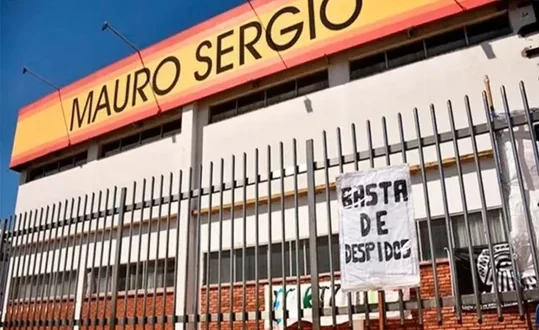 MAURO SERGIO
BASTA
DE
DESPIDOS